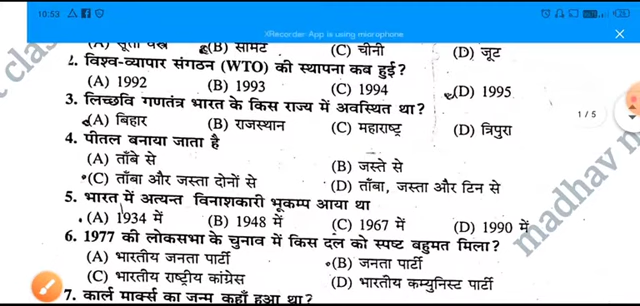 10:53
XRecorder App is using microphone
(A) सूती वस्त्र (B) सीमेंट (C) चीनी (D) जूट
2. विश्व-व्यापार संगठन (WTO) की स्थापना कब हुई?
(A) 1992 (B) 1993 (C) 1994 (D) 1995
1 / 5
3. लिच्छवि गणतंत्र भारत के किस राज्य में अवस्थित था?
(A) बिहार (B) राजस्थान (C) महाराष्ट्र (D) त्रिपुरा
4. पीतल बनाया जाता है
(A) ताँबे से (B) जस्ते से
(C) ताँबा और जस्ता दोनों से (D) ताँबा, जस्ता और टिन से
5. भारत में अत्यन्त विनाशकारी भूकम्प आया था
(A) 1934 में (B) 1948 में (C) 1967 में (D) 1990 में
6. 1977 की लोकसभा के चुनाव में किस दल को स्पष्ट बहुमत मिला?
(A) भारतीय जनता पार्टी (B) जनता पार्टी
(C) भारतीय राष्ट्रीय कांग्रेस (D) भारतीय कम्युनिस्ट पार्टी
7. कार्ल मार्क्स का जन्म कहाँ हुआ था?
madhav